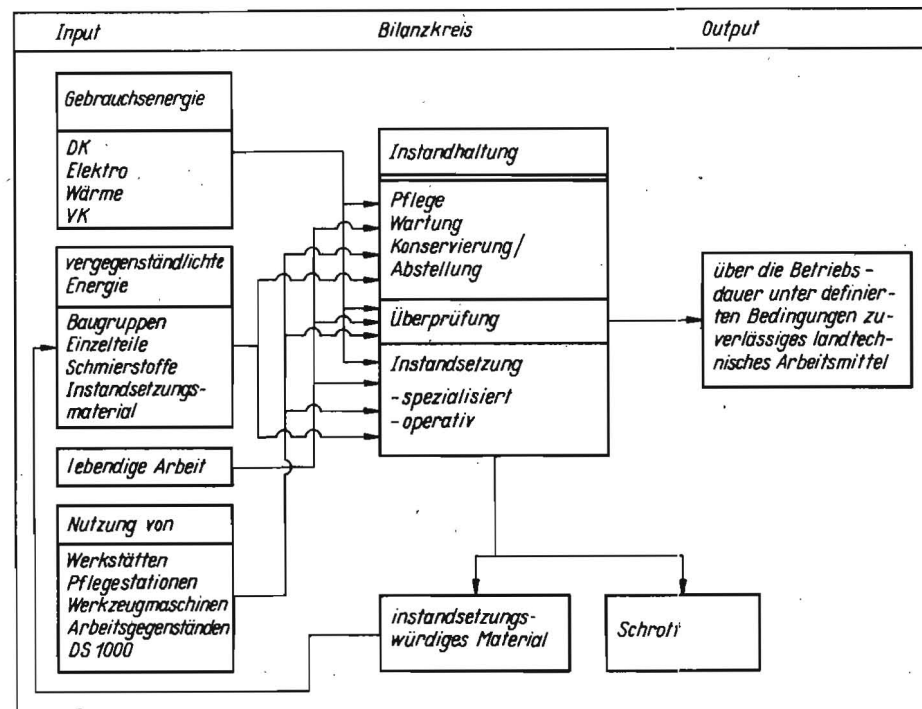 Input
Bilanzkreis
Output
Gebrauchsenergie
DK
Elektro
Wärme
VK
vergegenständlichte
Energie
Baugruppen
Einzelteile
Schmierstoffe
Instandsetzungs-
material
lebendige Arbeit
Nutzung von
Werkstätten
Pflegestationen
Werkzeugmaschinen
Arbeitsgegenständen
DS 1000
Instandhaltung
Pflege
Wartung
Konservierung/
Abstellung
Überprüfung
Instandsetzung
-spezialisiert
-operativ
instandsetzungs-
würdiges Material
Schrott
über die Betriebs-
dauer unter definier-
ten Bedingungen zu-
verlässiges landtech-
nisches Arbeitsmittel